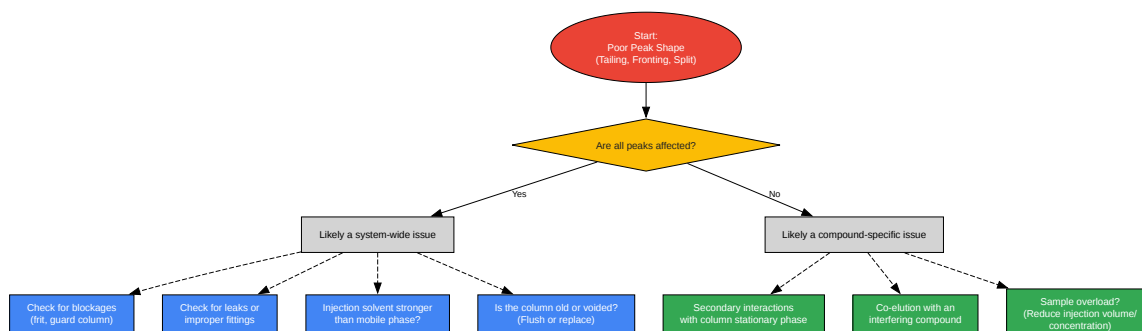 Start:
Poor Peak Shape
(Tailing, Fronting, Split)
Are all peaks affected?
Yes
No
Likely a system-wide issue
Likely a compound-specific issue
Check for blockages
(frit, guard column)
Check for leaks or
improper fittings
Injection solvent stronger
than mobile phase?
Is the column old or voided?
(Flush or replace)
Secondary interactions
with column stationary phase
Co-elution with an
interfering compound
Sample overload?
(Reduce injection volume/
concentration)